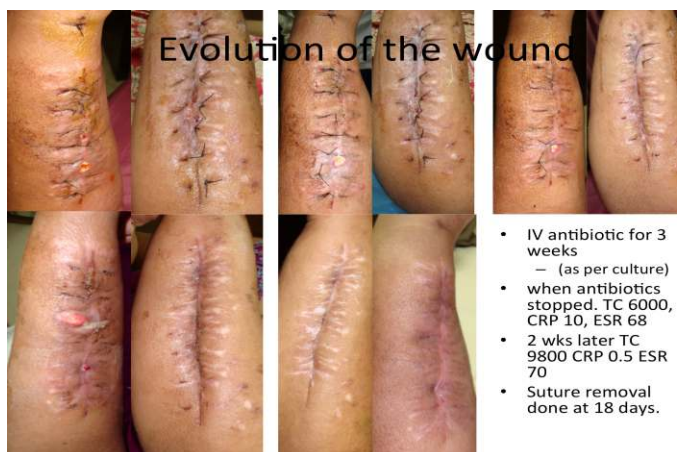 Evolution of the wound
• IV antibiotic for 3
weeks
– (as per culture)
• when antibiotics
stopped. TC 6000,
CRP 10, ESR 68
• 2 wks later TC
9800 CRP 0.5 ESR
70
• Suture removal
done at 18 days.